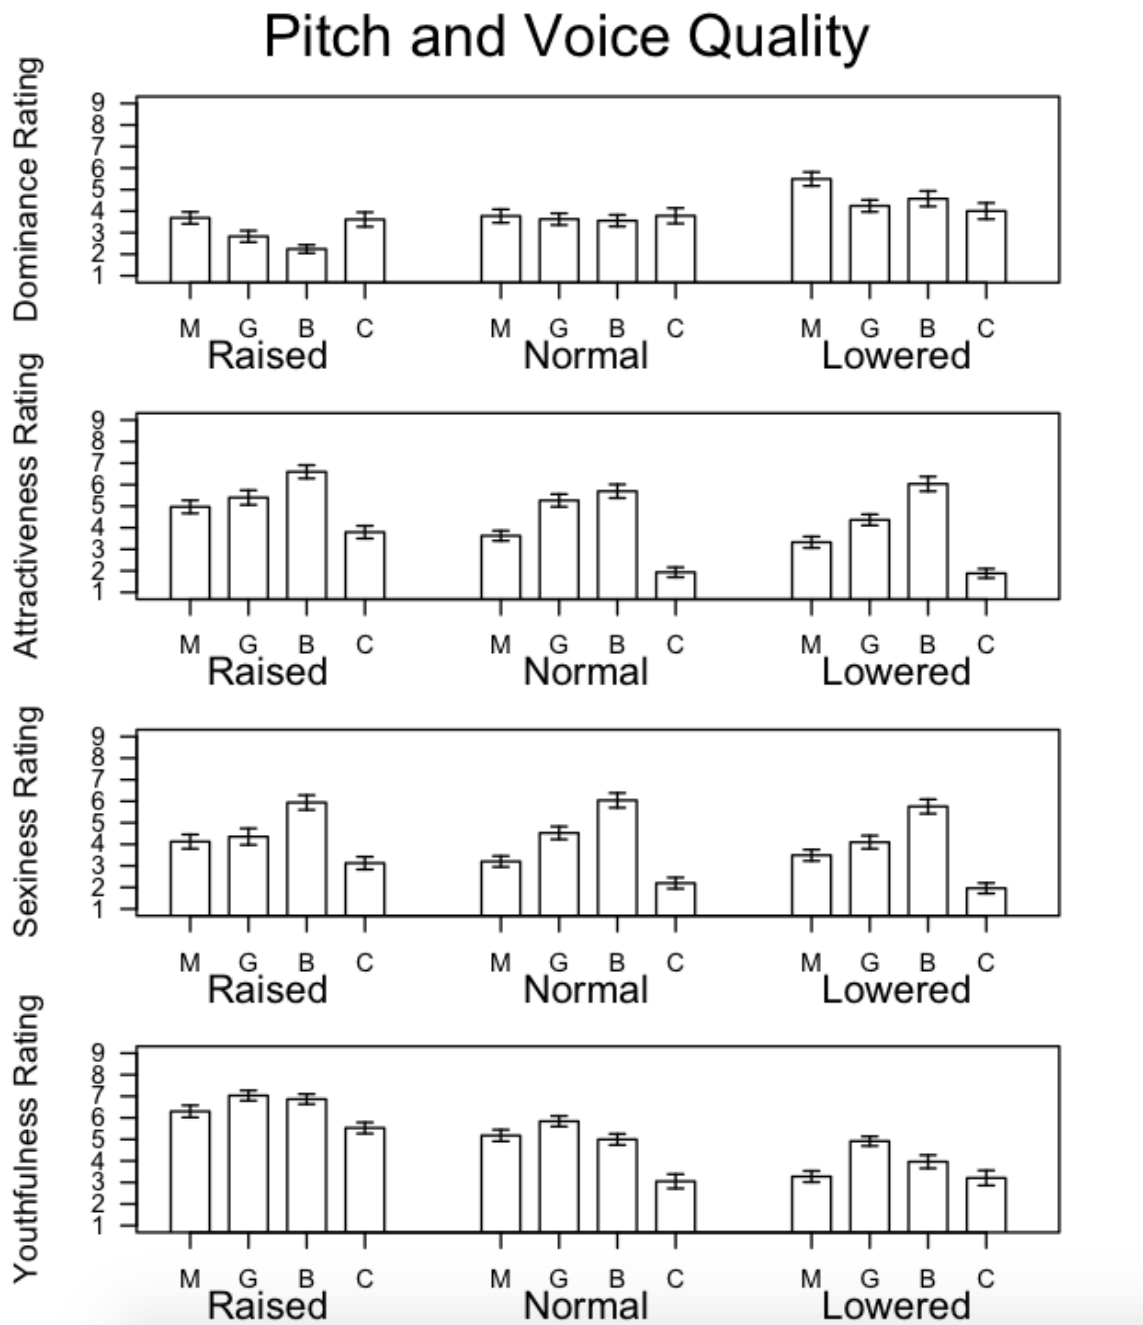 Pitch and Voice Quality
Dominance Rating
9
8
7
6
5
4
3
2
1
M G B C M G B C M G B C
Raised Normal Lowered
Attractiveness Rating
9
8
7
6
5
4
3
2
1
M G B C M G B C M G B C
Raised Normal Lowered
Sexiness Rating
9
8
7
6
5
4
3
2
1
M G B C M G B C M G B C
Raised Normal Lowered
Youthfulness Rating
9
8
7
6
5
4
3
2
1
M G B C M G B C M G B C
Raised Normal Lowered